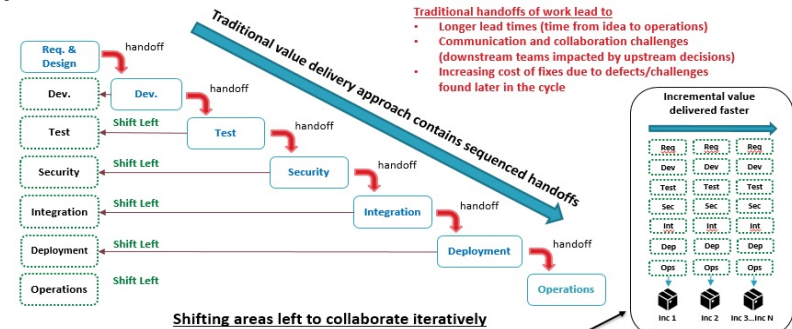 Traditional handoffs of work lead to
• Longer lead times (time from idea to operations)
• Communication and collaboration challenges
(downstream teams impacted by upstream decisions)
• Increasing cost of fixes due to defects/challenges
found later in the cycle
Traditional value delivery approach contains sequenced handoffs
Req. &
Design
handoff
Dev.
Dev.
handoff
Test
Shift Left
Test
handoff
Security
Shift Left
Security
handoff
Integration
Shift Left
Integration
handoff
Deployment
Shift Left
Deployment
handoff
Operations
Shift Left
Operations
Shifting areas left to collaborate iteratively
Incremental value
delivered faster
Req Req Req
Dev Dev Dev
Test Test Test
Sec Sec Sec
Int Int Int
Dep Dep Dep
Ops Ops Ops
Inc 1 Inc 2 Inc 3...Inc N